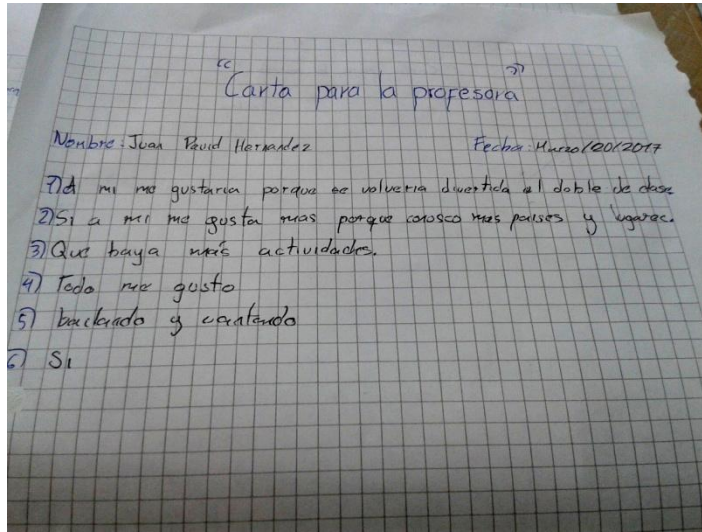 "Carta para la profesora"
Nombre: Juan David Hernandez Fecha: Marzo/20/2017
1) A mi me gustaria porque se volveria divertida el doble de clase
2) Si a mi me gusta mas porque conosco mas paises y lugares.
3) Que haya más actividades.
4) Todo me gusto
5) bailando y cantando
6) Si